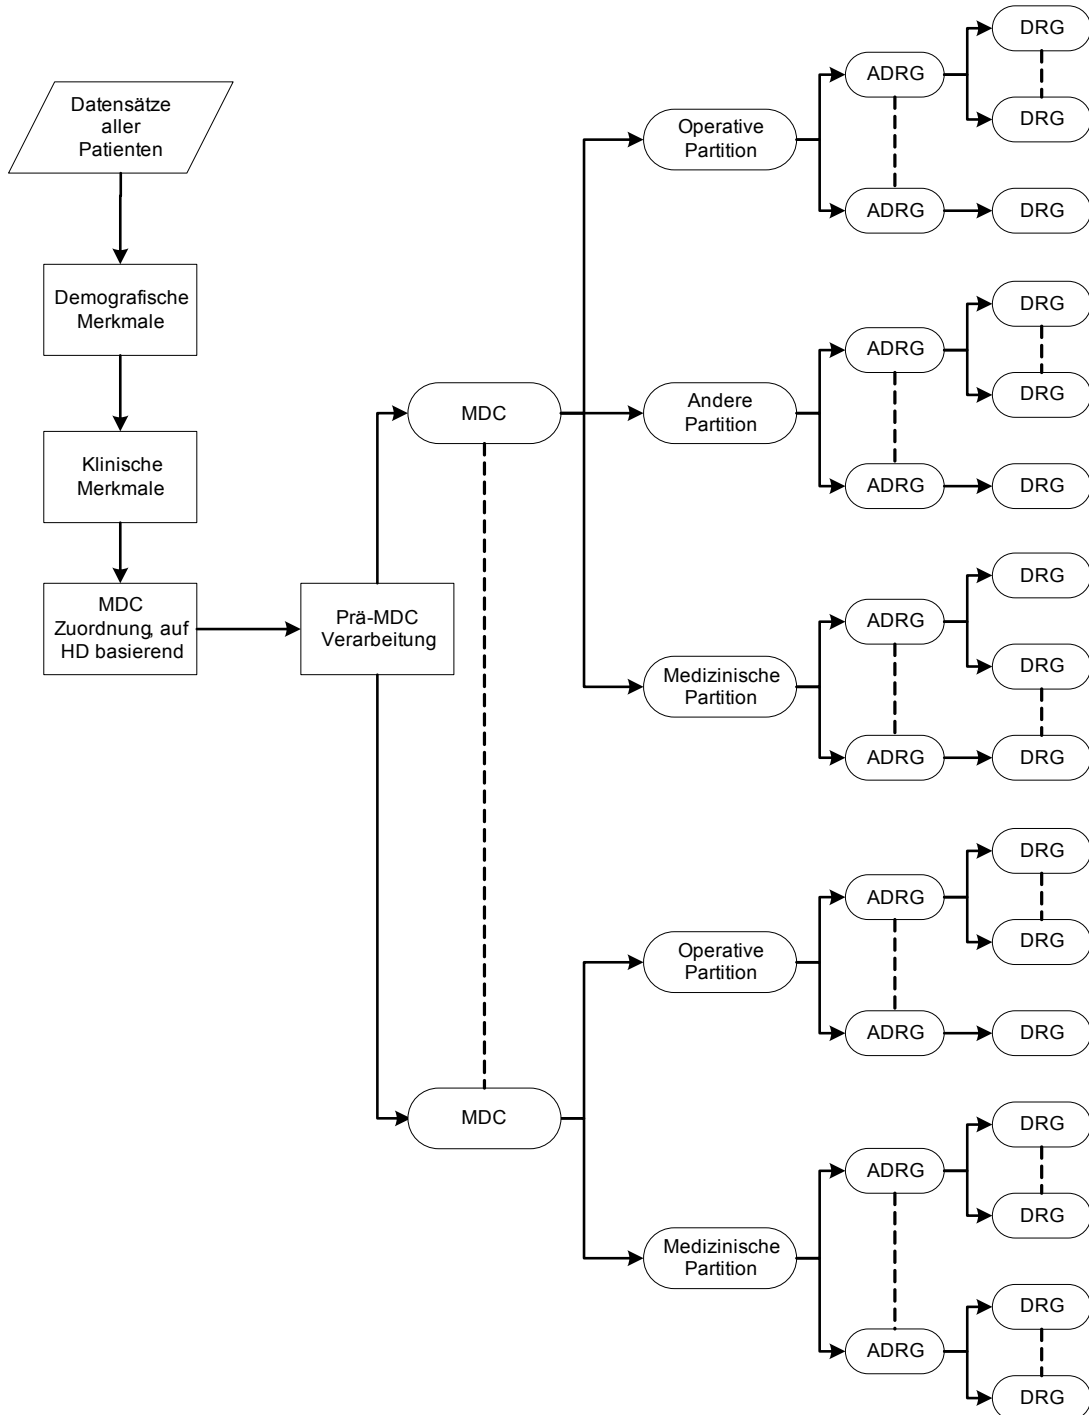 Datensätze
aller
Patienten
Demografische
Merkmale
Klinische
Merkmale
MDC
Zuordnung, auf
HD basierend
Prä-MDC
Verarbeitung
MDC
Operative
Partition
ADRG
DRG
DRG
ADRG
DRG
Andere
Partition
ADRG
DRG
DRG
ADRG
DRG
Medizinische
Partition
ADRG
DRG
DRG
ADRG
DRG
MDC
Operative
Partition
ADRG
DRG
DRG
ADRG
DRG
Medizinische
Partition
ADRG
DRG
DRG
ADRG
DRG
DRG